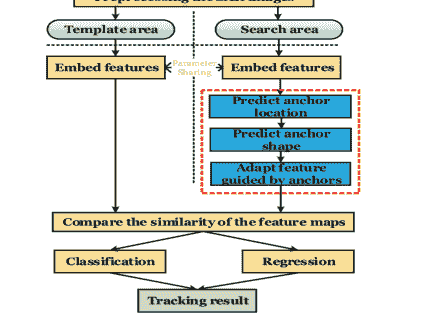 Template area
Search area
Embed features
Parameter
Sharing
Embed features
Predict anchor
location
Predict anchor
shape
Adapt feature
guided by anchors
Compare the similarity of the feature maps
Classification
Regression
Tracking result